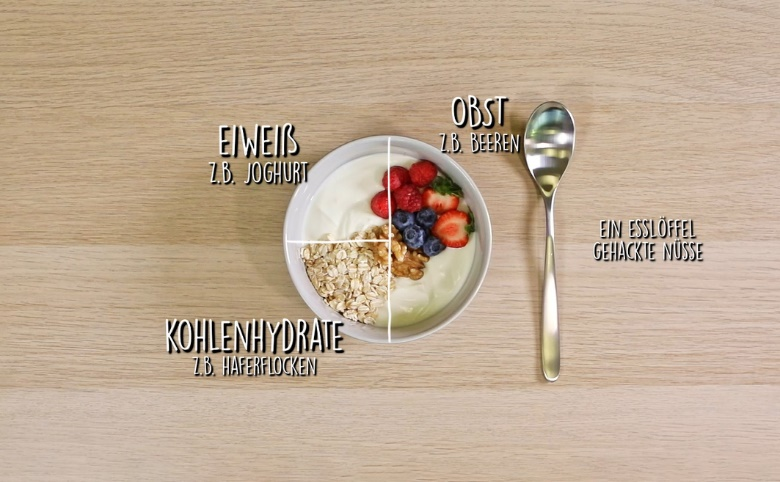 EIWEIß
Z.B. JOGHURT
OBST
Z.B. BEEREN
EIN ESSLÖFFEL
GEHACKTE NÜSSE
KOHLENHYDRATE
Z.B. HAFERFLOCKEN